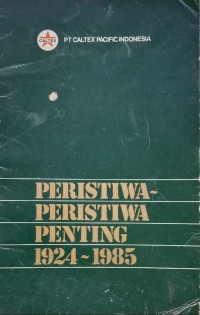 CALTEX
PT CALTEX PACIFIC INDONESIA
PERISTIWA~
PERISTIWA
PENTING
1924~1985